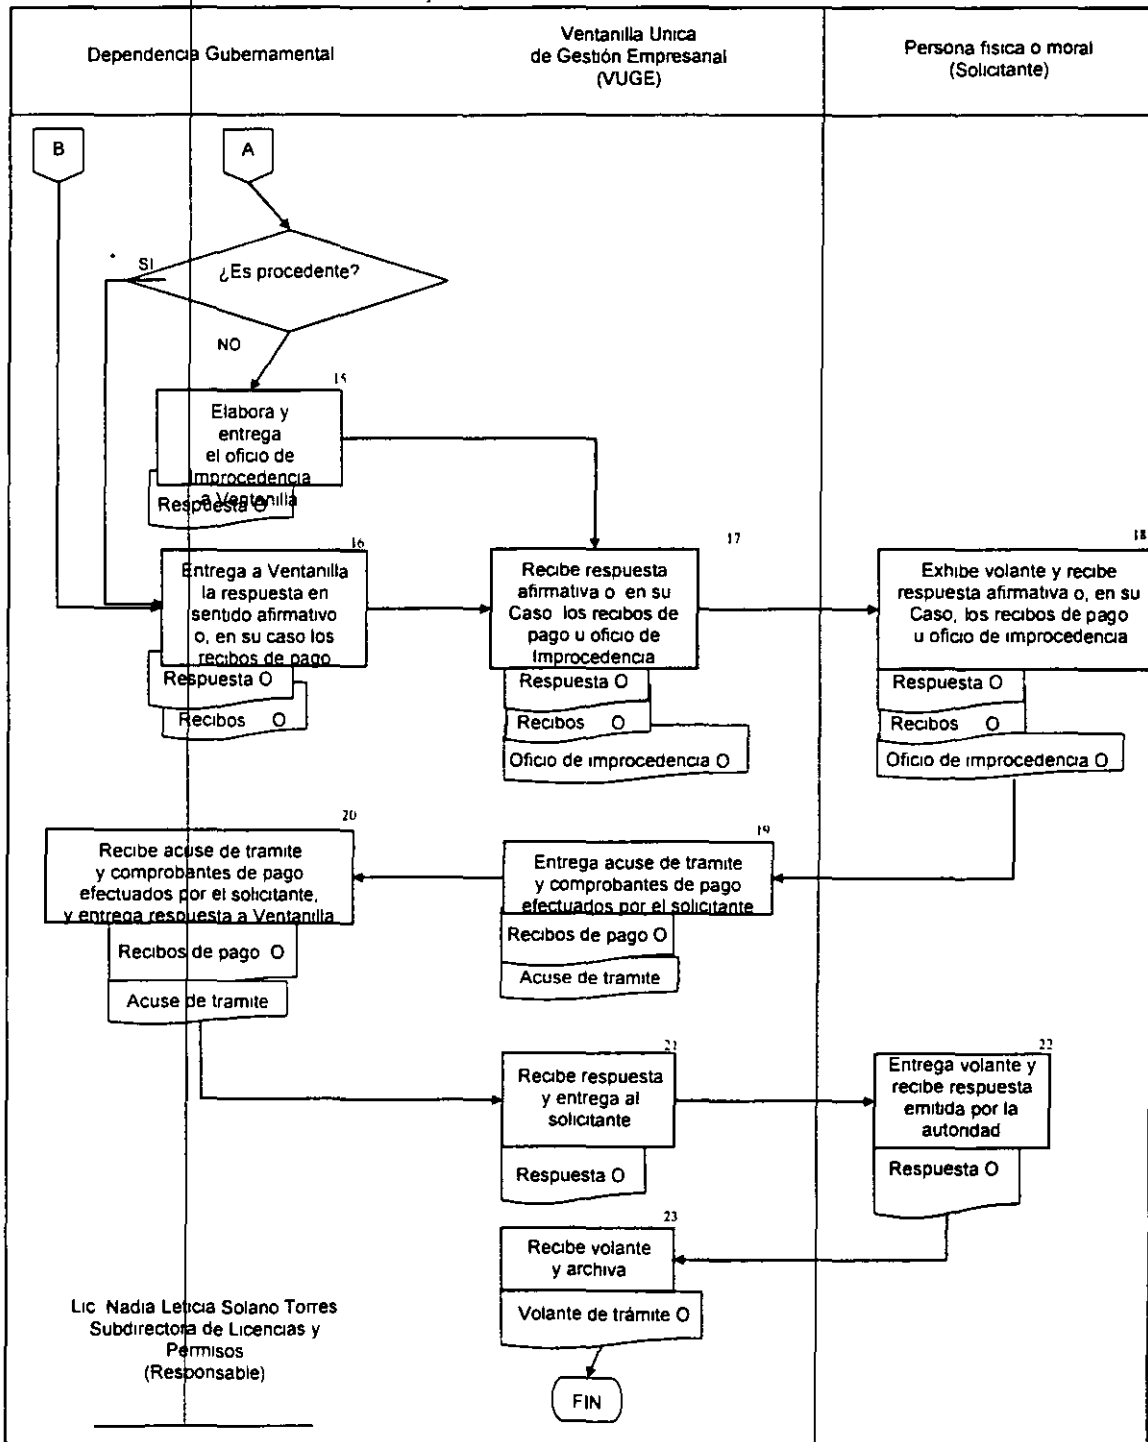 Dependencia Gubernamental
Ventanilla Unica
de Gestión Empresanal
(VUGE)
Persona fisica o moral
(Solicitante)
B
A
SI
¿Es procedente?
NO
15
Elabora y
entrega
el oficio de
Improcedencia
a Ventanilla
Respuesta O
16
Entrega a Ventanilla
la respuesta en
sentido afirmativo
o, en su caso los
recibos de pago
Respuesta O
Recibos O
17
Recibe respuesta
afirmativa o en su
Caso los recibos de
pago u oficio de
Improcedencia
Respuesta O
Recibos O
Oficio de improcedencia O
18
Exhibe volante y recibe
respuesta afirmativa o, en su
Caso, los recibos de pago
u oficio de improcedencia
Respuesta O
Recibos O
Oficio de improcedencia O
20
Recibe acuse de tramite
y comprobantes de pago
efectuados por el solicitante,
y entrega respuesta a Ventanilla
Recibos de pago O
Acuse de tramite
19
Entrega acuse de tramite
y comprobantes de pago
efectuados por el solicitante
Recibos de pago O
Acuse de tramite
21
Recibe respuesta
y entrega al
solicitante
Respuesta O
22
Entrega volante y
recibe respuesta
emitida por la
autoridad
Respuesta O
23
Recibe volante
y archiva
Volante de trámite O
FIN
Lic Nadia Leticia Solano Torres
Subdirectora de Licencias y
Permisos
(Responsable)